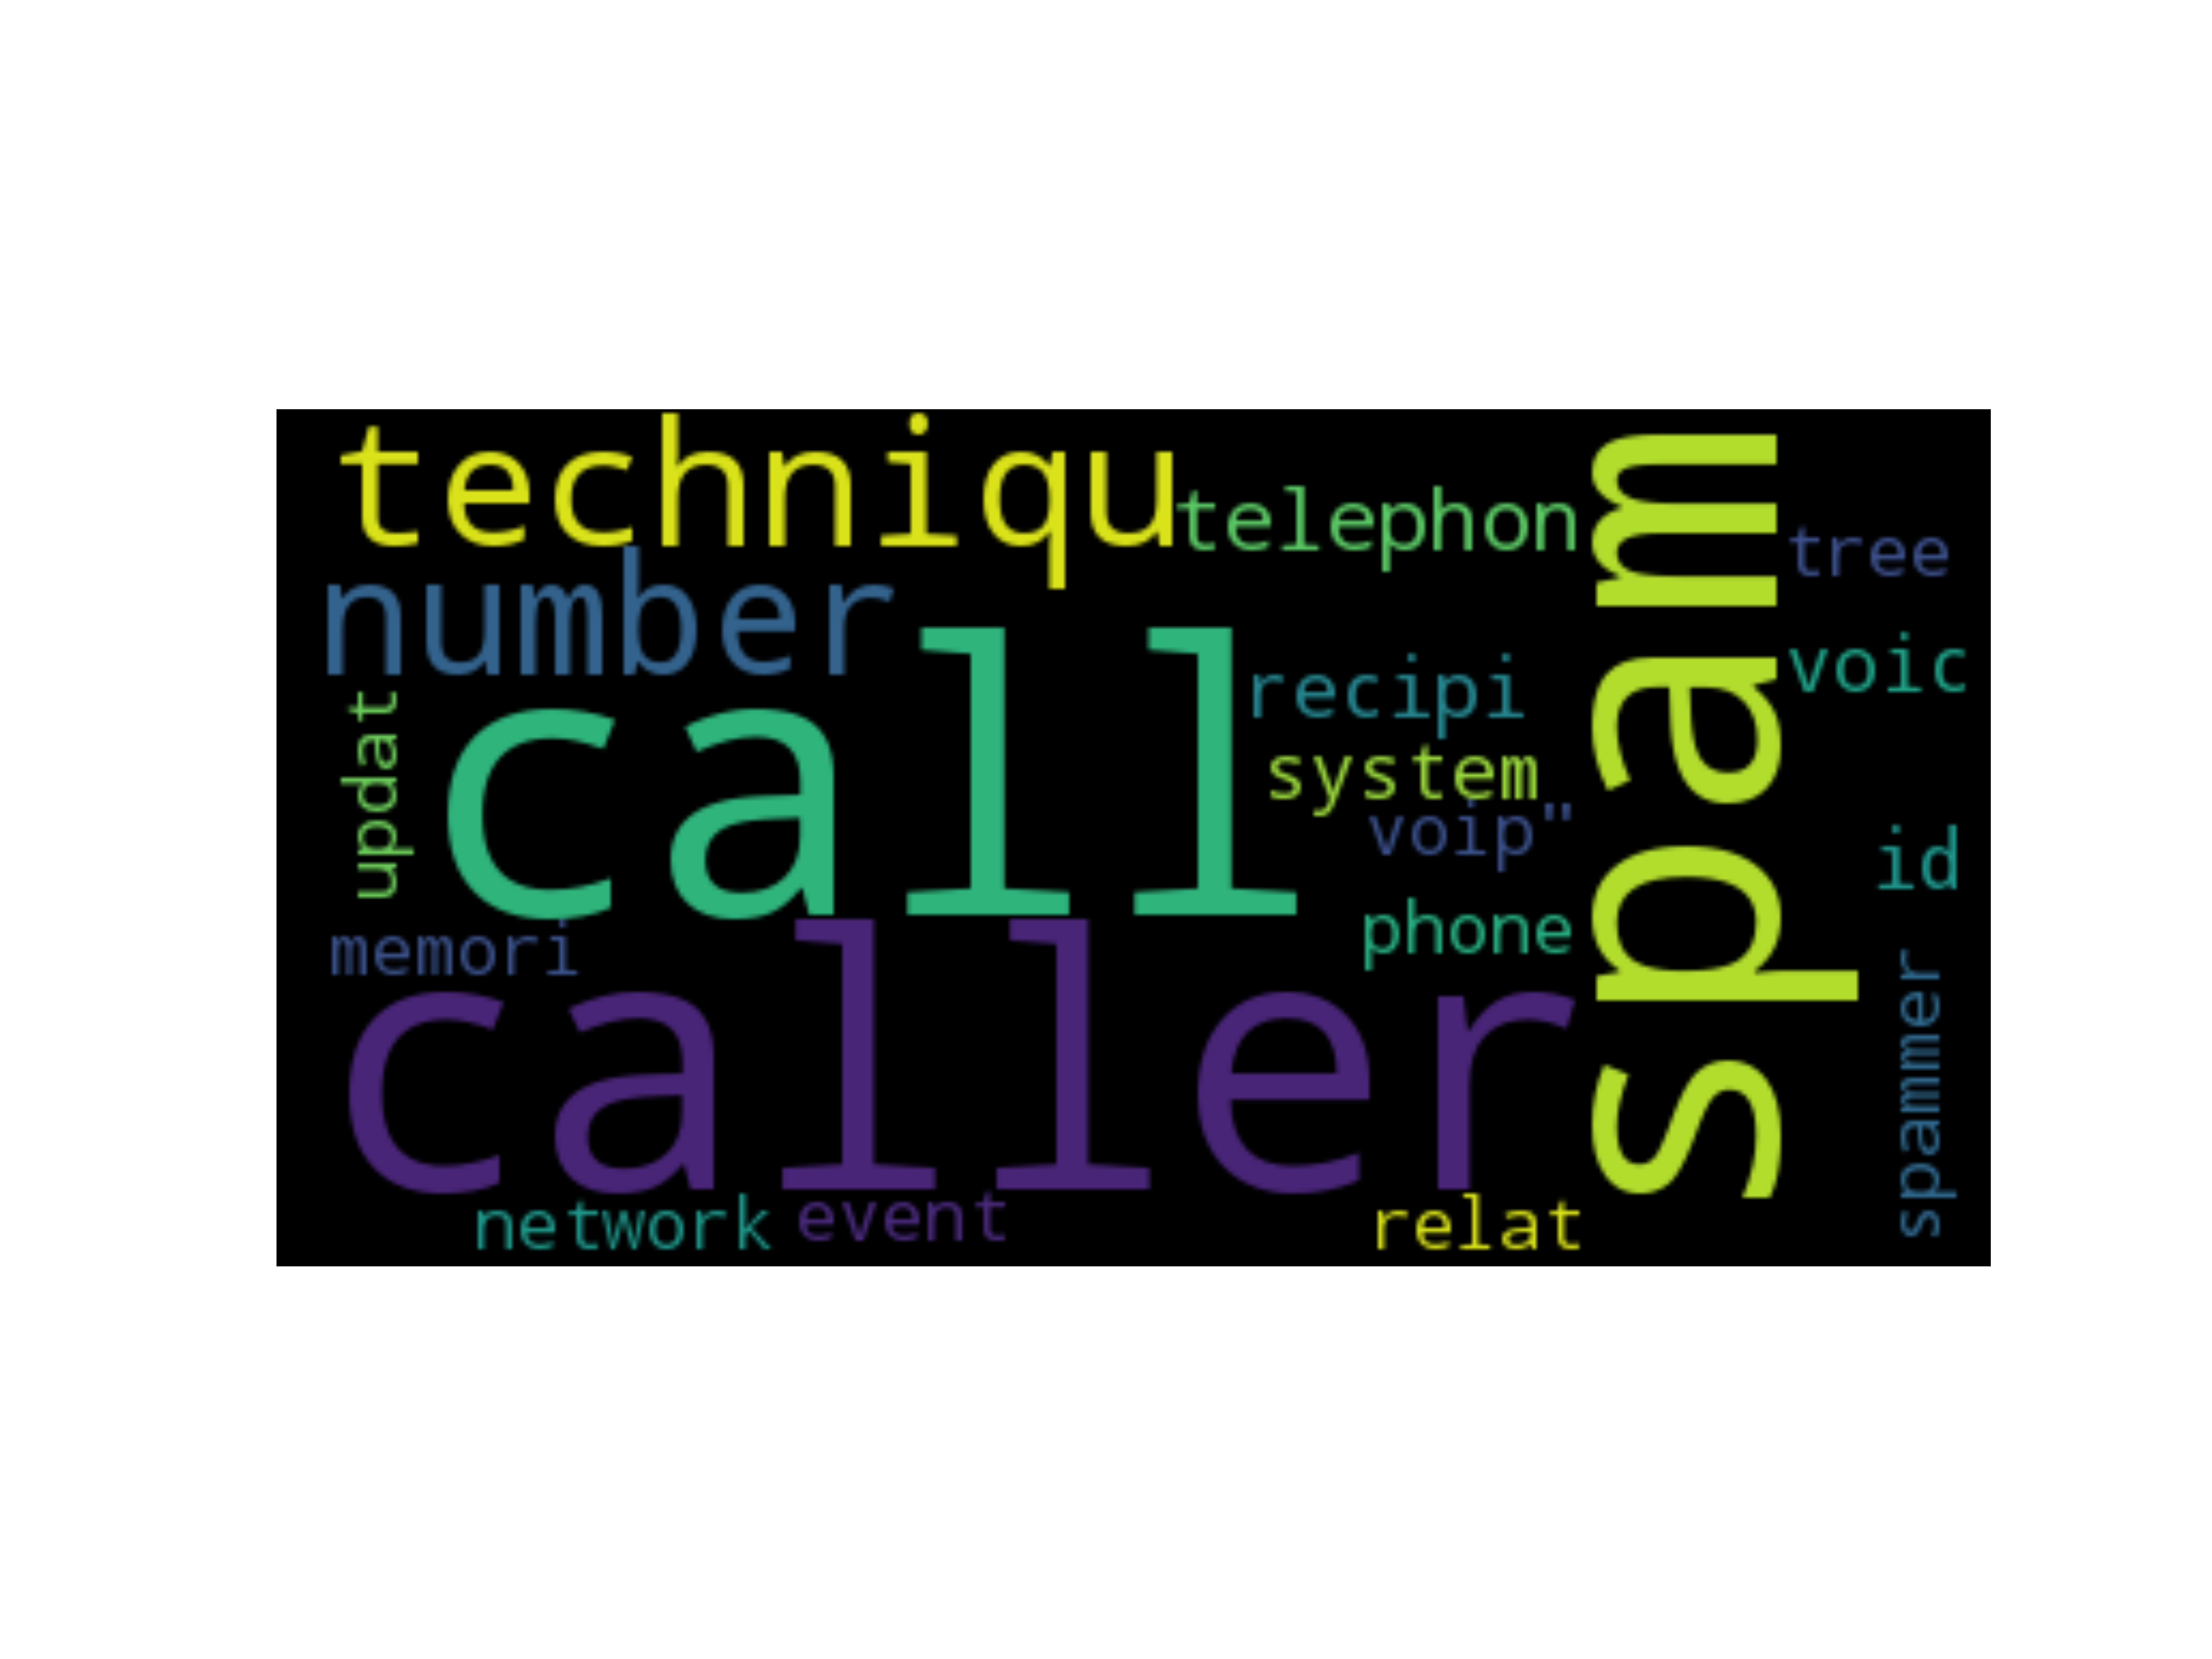 techniqu
telephon
tree
number
voic
recipi
updat
call
system
voip"
spam
id
memori
phone
caller
spammer
network
event
relat